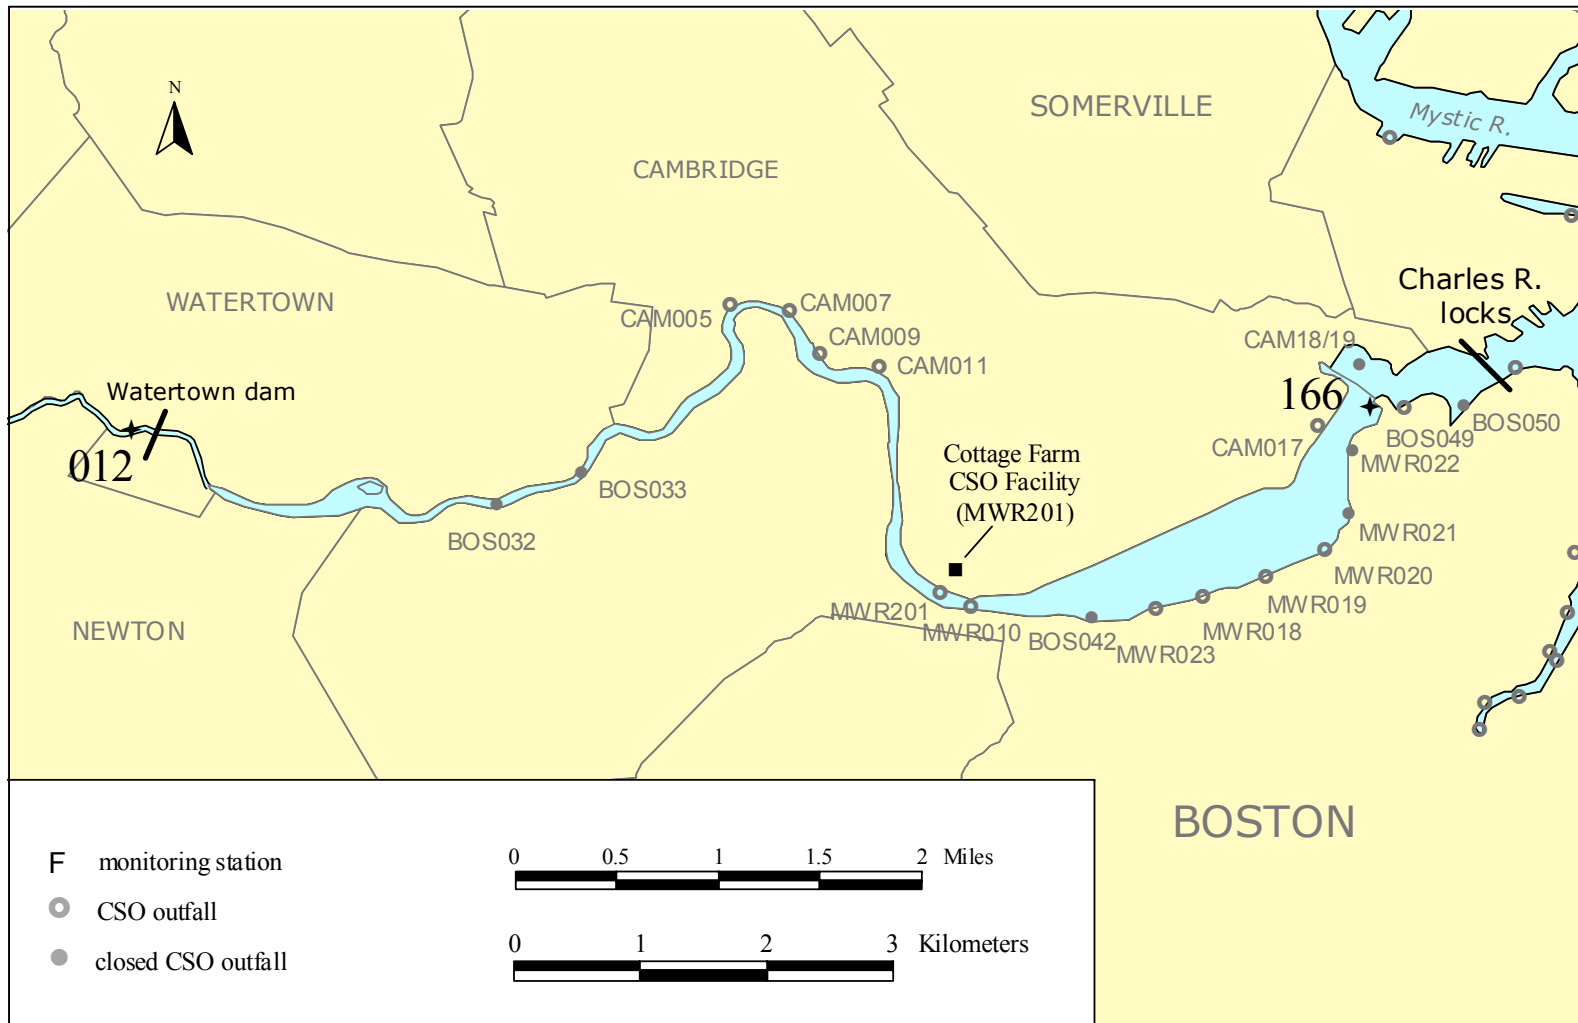 N
SOMERVILLE
Mystic R.
CAMBRIDGE
WATERTOWN
CAM005
CAM007
CAM009
CAM011
Charles R.
locks
CAM18/19
Watertown dam
012
166
CAM017
BOS049
BOS050
MWR022
BOS033
BOS032
Cottage Farm
CSO Facility
(MWR201)
MWR021
MWR020
MWR019
MWR018
MWR023
BOS042
MWR010
MWR201
NEWTON
BOSTON
F monitoring station
CSO outfall
closed CSO outfall
0 0.5 1 1.5 2 Miles
0 1 2 3 Kilometers